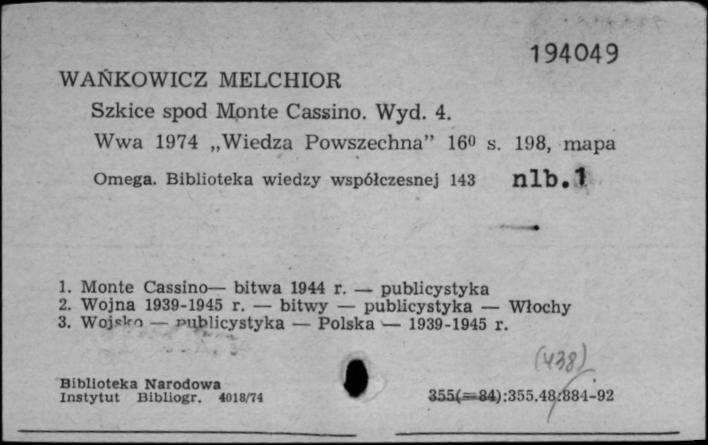 194049
WAŃKOWICZ MELCHIOR
Szkice spod Monte Cassino. Wyd. 4.
Wwa 1974 „Wiedza Powszechna” 16⁰ s. 198, mapa
Omega. Biblioteka wiedzy współczesnej 143 nlb.1
1. Monte Cassino— bitwa 1944 r. — publicystyka
2. Wojna 1939-1945 r. — bitwy — publicystyka — Włochy
3. Wojsko — publicystyka — Polska — 1939-1945 r.
(438)
Biblioteka Narodowa
Instytut Bibliogr. 4018/74
355(=84):355.48:884-92